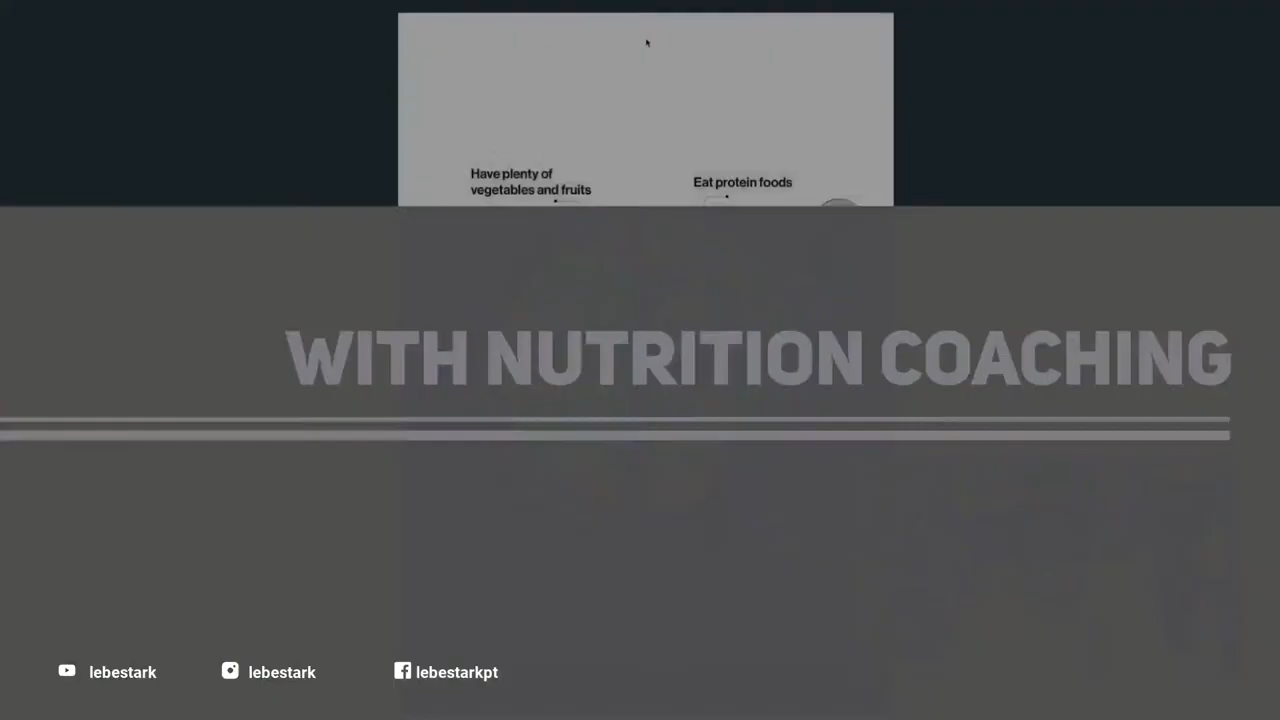 Have plenty of
vegetables and fruits
Eat protein foods
WITH NUTRITION COACHING
lebestark
lebestark
lebestarkpt